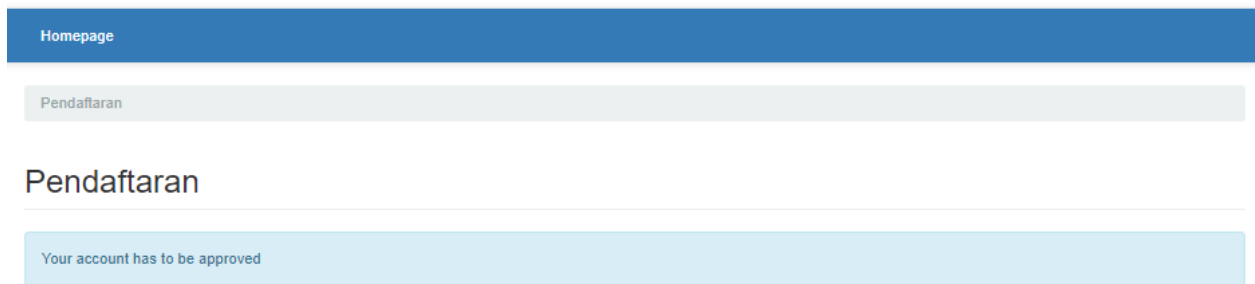 Homepage
Pendaftaran
Pendaftaran
Your account has to be approved